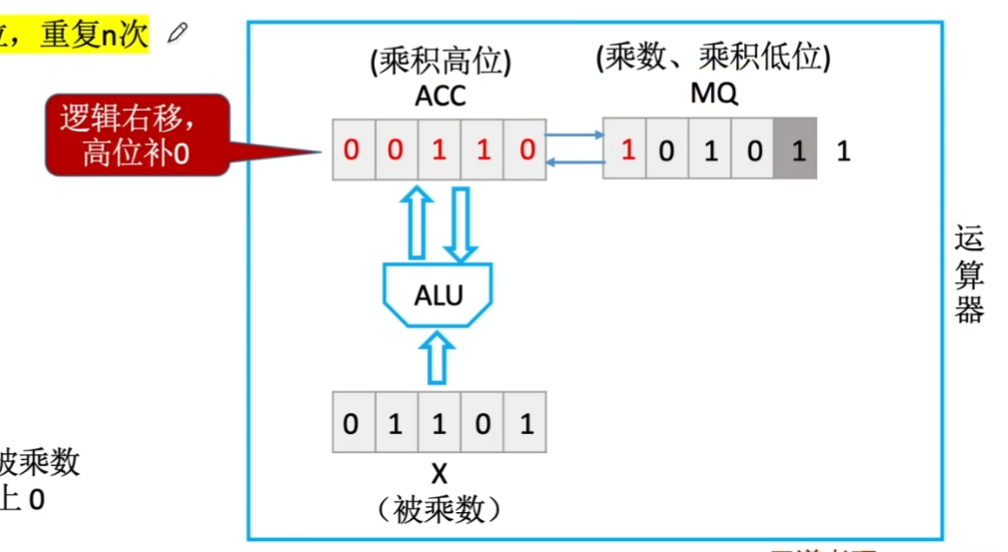 位，重复n次
逻辑右移，
高位补0
(乘积高位)
ACC
(乘数、乘积低位)
MQ
0 0 1 1 0
1 0 1 0 1 1
ALU
0 1 1 0 1
X
（被乘数）
运算器
被乘数
上 0